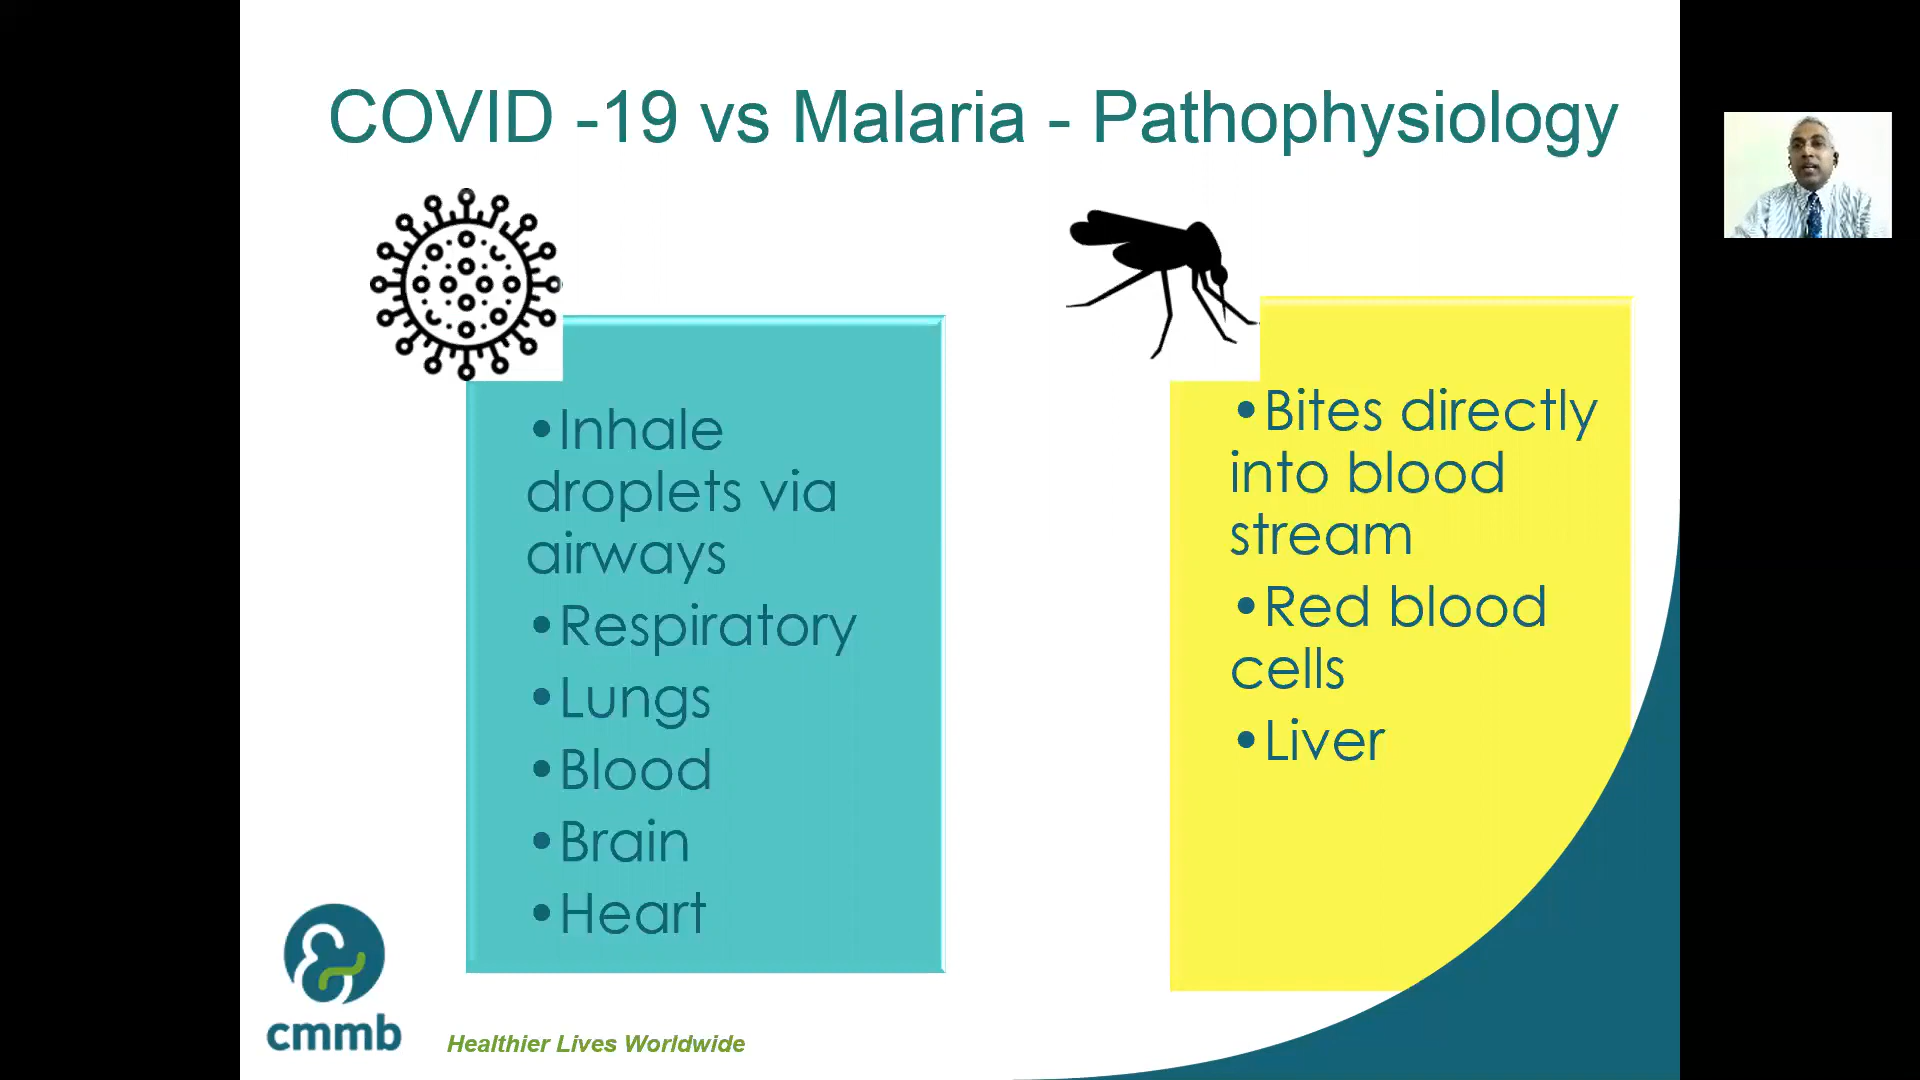 COVID -19 vs Malaria - Pathophysiology
•Inhale
droplets via
airways
•Respiratory
•Lungs
•Blood
•Brain
•Heart
•Bites directly
into blood
stream
•Red blood
cells
•Liver
cmmb
Healthier Lives Worldwide